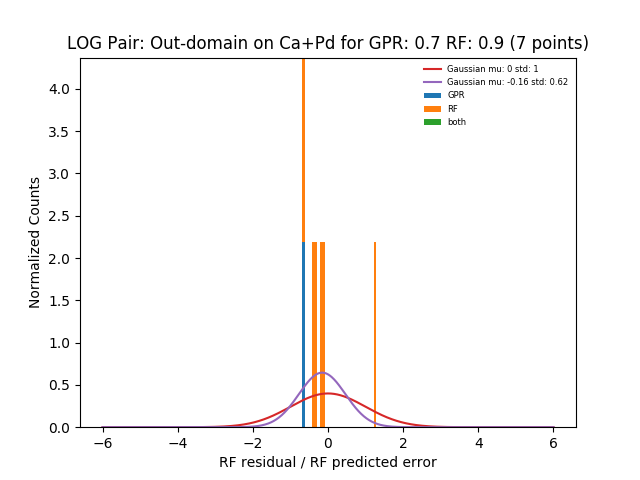 LOG Pair: Out-domain on Ca+Pd for GPR: 0.7 RF: 0.9 (7 points)
Gaussian mu: 0 std: 1
Gaussian mu: -0.16 std: 0.62
GPR
RF
both
Normalized Counts
4.0
3.5
3.0
2.5
2.0
1.5
1.0
0.5
0.0
−6 −4 −2 0 2 4 6
RF residual / RF predicted error